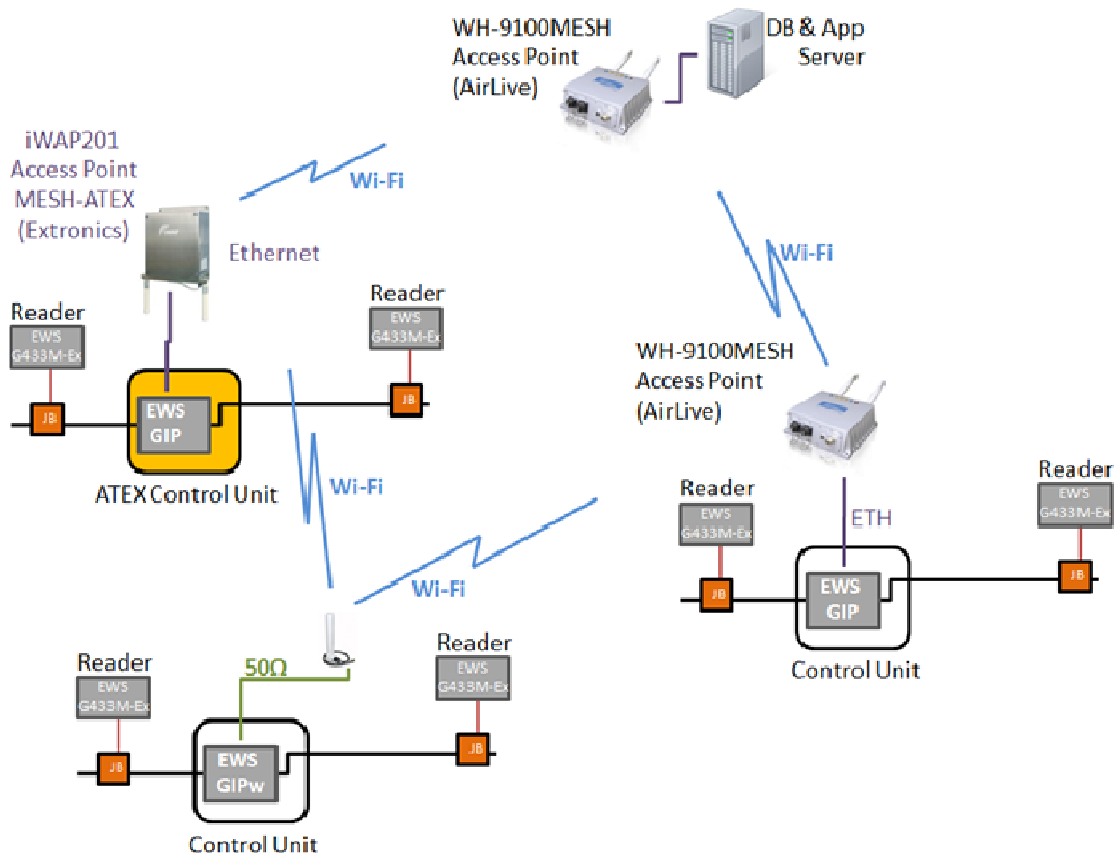 WH-9100MESH
Access Point
(AirLive)
DB & App
Server
iWAP201
Access Point
MESH-ATEX
(Extronics)
Wi-Fi
Ethernet
Wi-Fi
Reader
EWS
G433M-Ex
JB
Reader
EWS
G433M-Ex
JB
EWS
GIP
ATEX Control Unit
WH-9100MESH
Access Point
(AirLive)
Wi-Fi
Wi-Fi
Reader
EWS
G433M-Ex
JB
ETH
Reader
EWS
G433M-Ex
JB
EWS
GIP
Control Unit
Reader
EWS
G433M-Ex
JB
50Ω
Reader
EWS
G433M-Ex
JB
EWS
GIPw
Control Unit